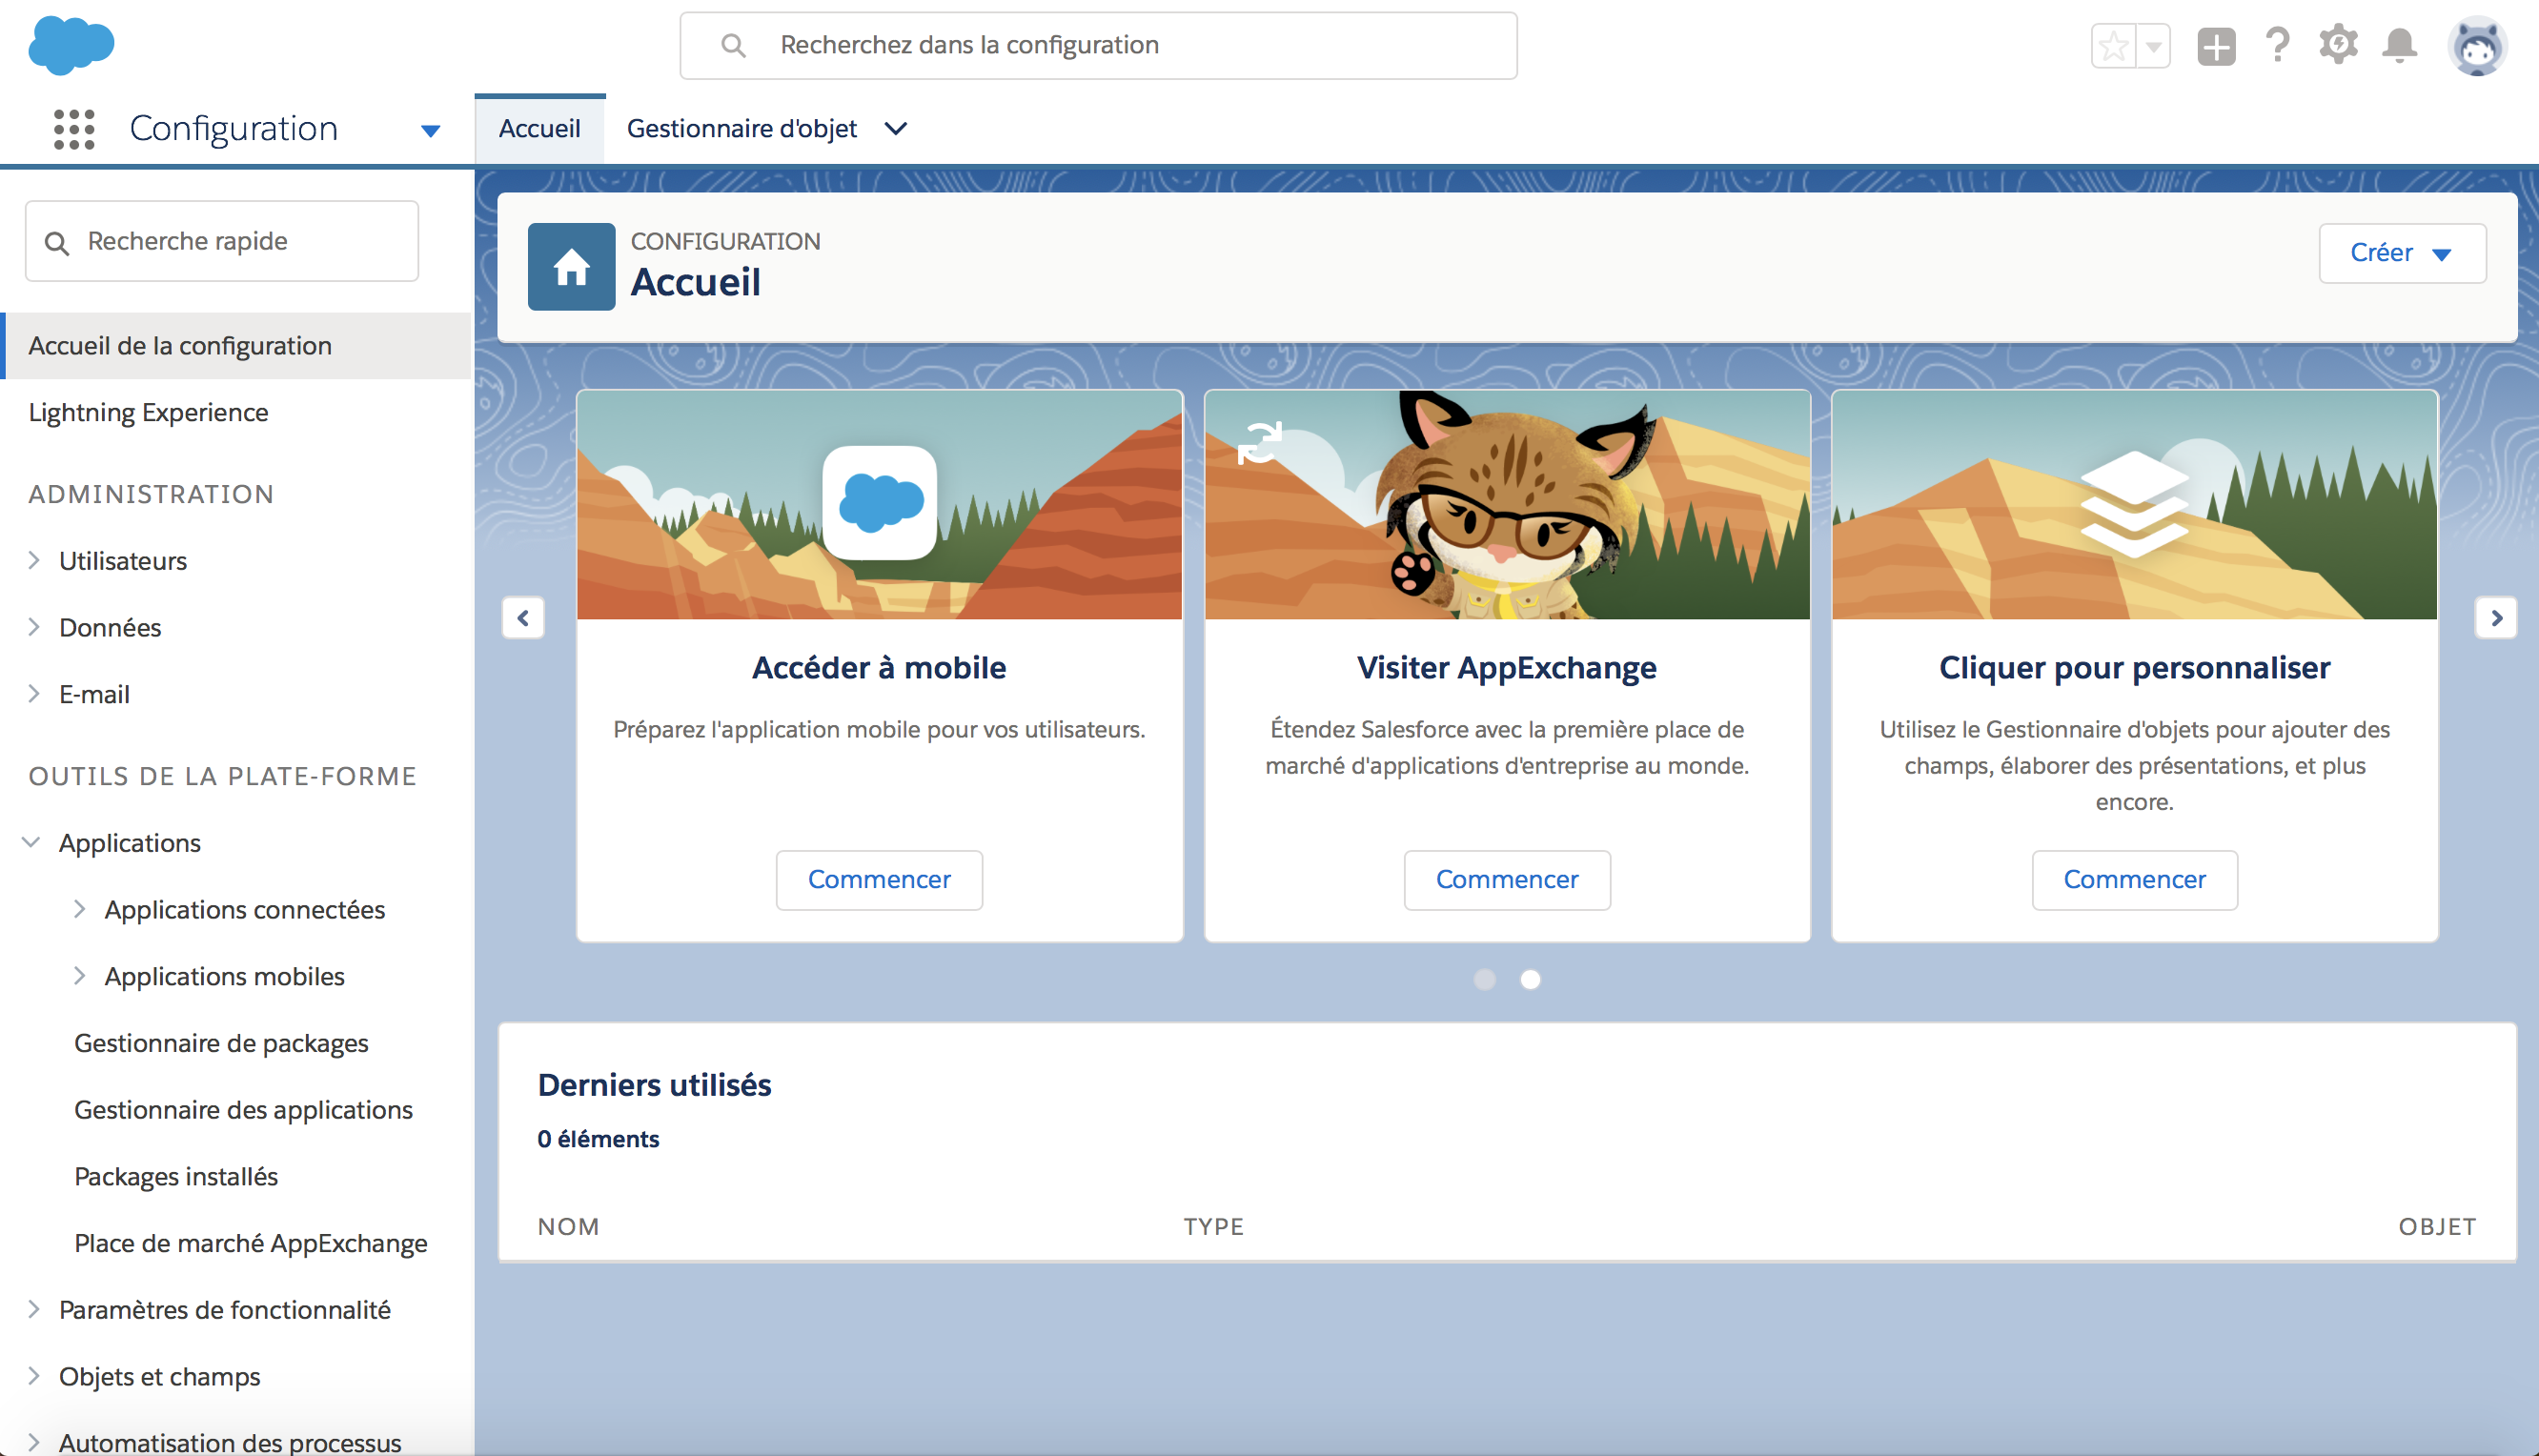 Recherchez dans la configuration
Configuration
Accueil
Gestionnaire d'objet
Recherche rapide
Accueil de la configuration
Lightning Experience
ADMINISTRATION
Utilisateurs
Données
E-mail
OUTILS DE LA PLATE-FORME
Applications
Applications connectées
Applications mobiles
Gestionnaire de packages
Gestionnaire des applications
Packages installés
Place de marché AppExchange
Paramètres de fonctionnalité
Objets et champs
Automatisation des processus
CONFIGURATION
Accueil
Créer
Accéder à mobile
Préparez l'application mobile pour vos utilisateurs.
Commencer
Visiter AppExchange
Étendez Salesforce avec la première place de
marché d'applications d'entreprise au monde.
Commencer
Cliquer pour personnaliser
Utilisez le Gestionnaire d'objets pour ajouter des
champs, élaborer des présentations, et plus
encore.
Commencer
Derniers utilisés
0 éléments
NOM
TYPE
OBJET